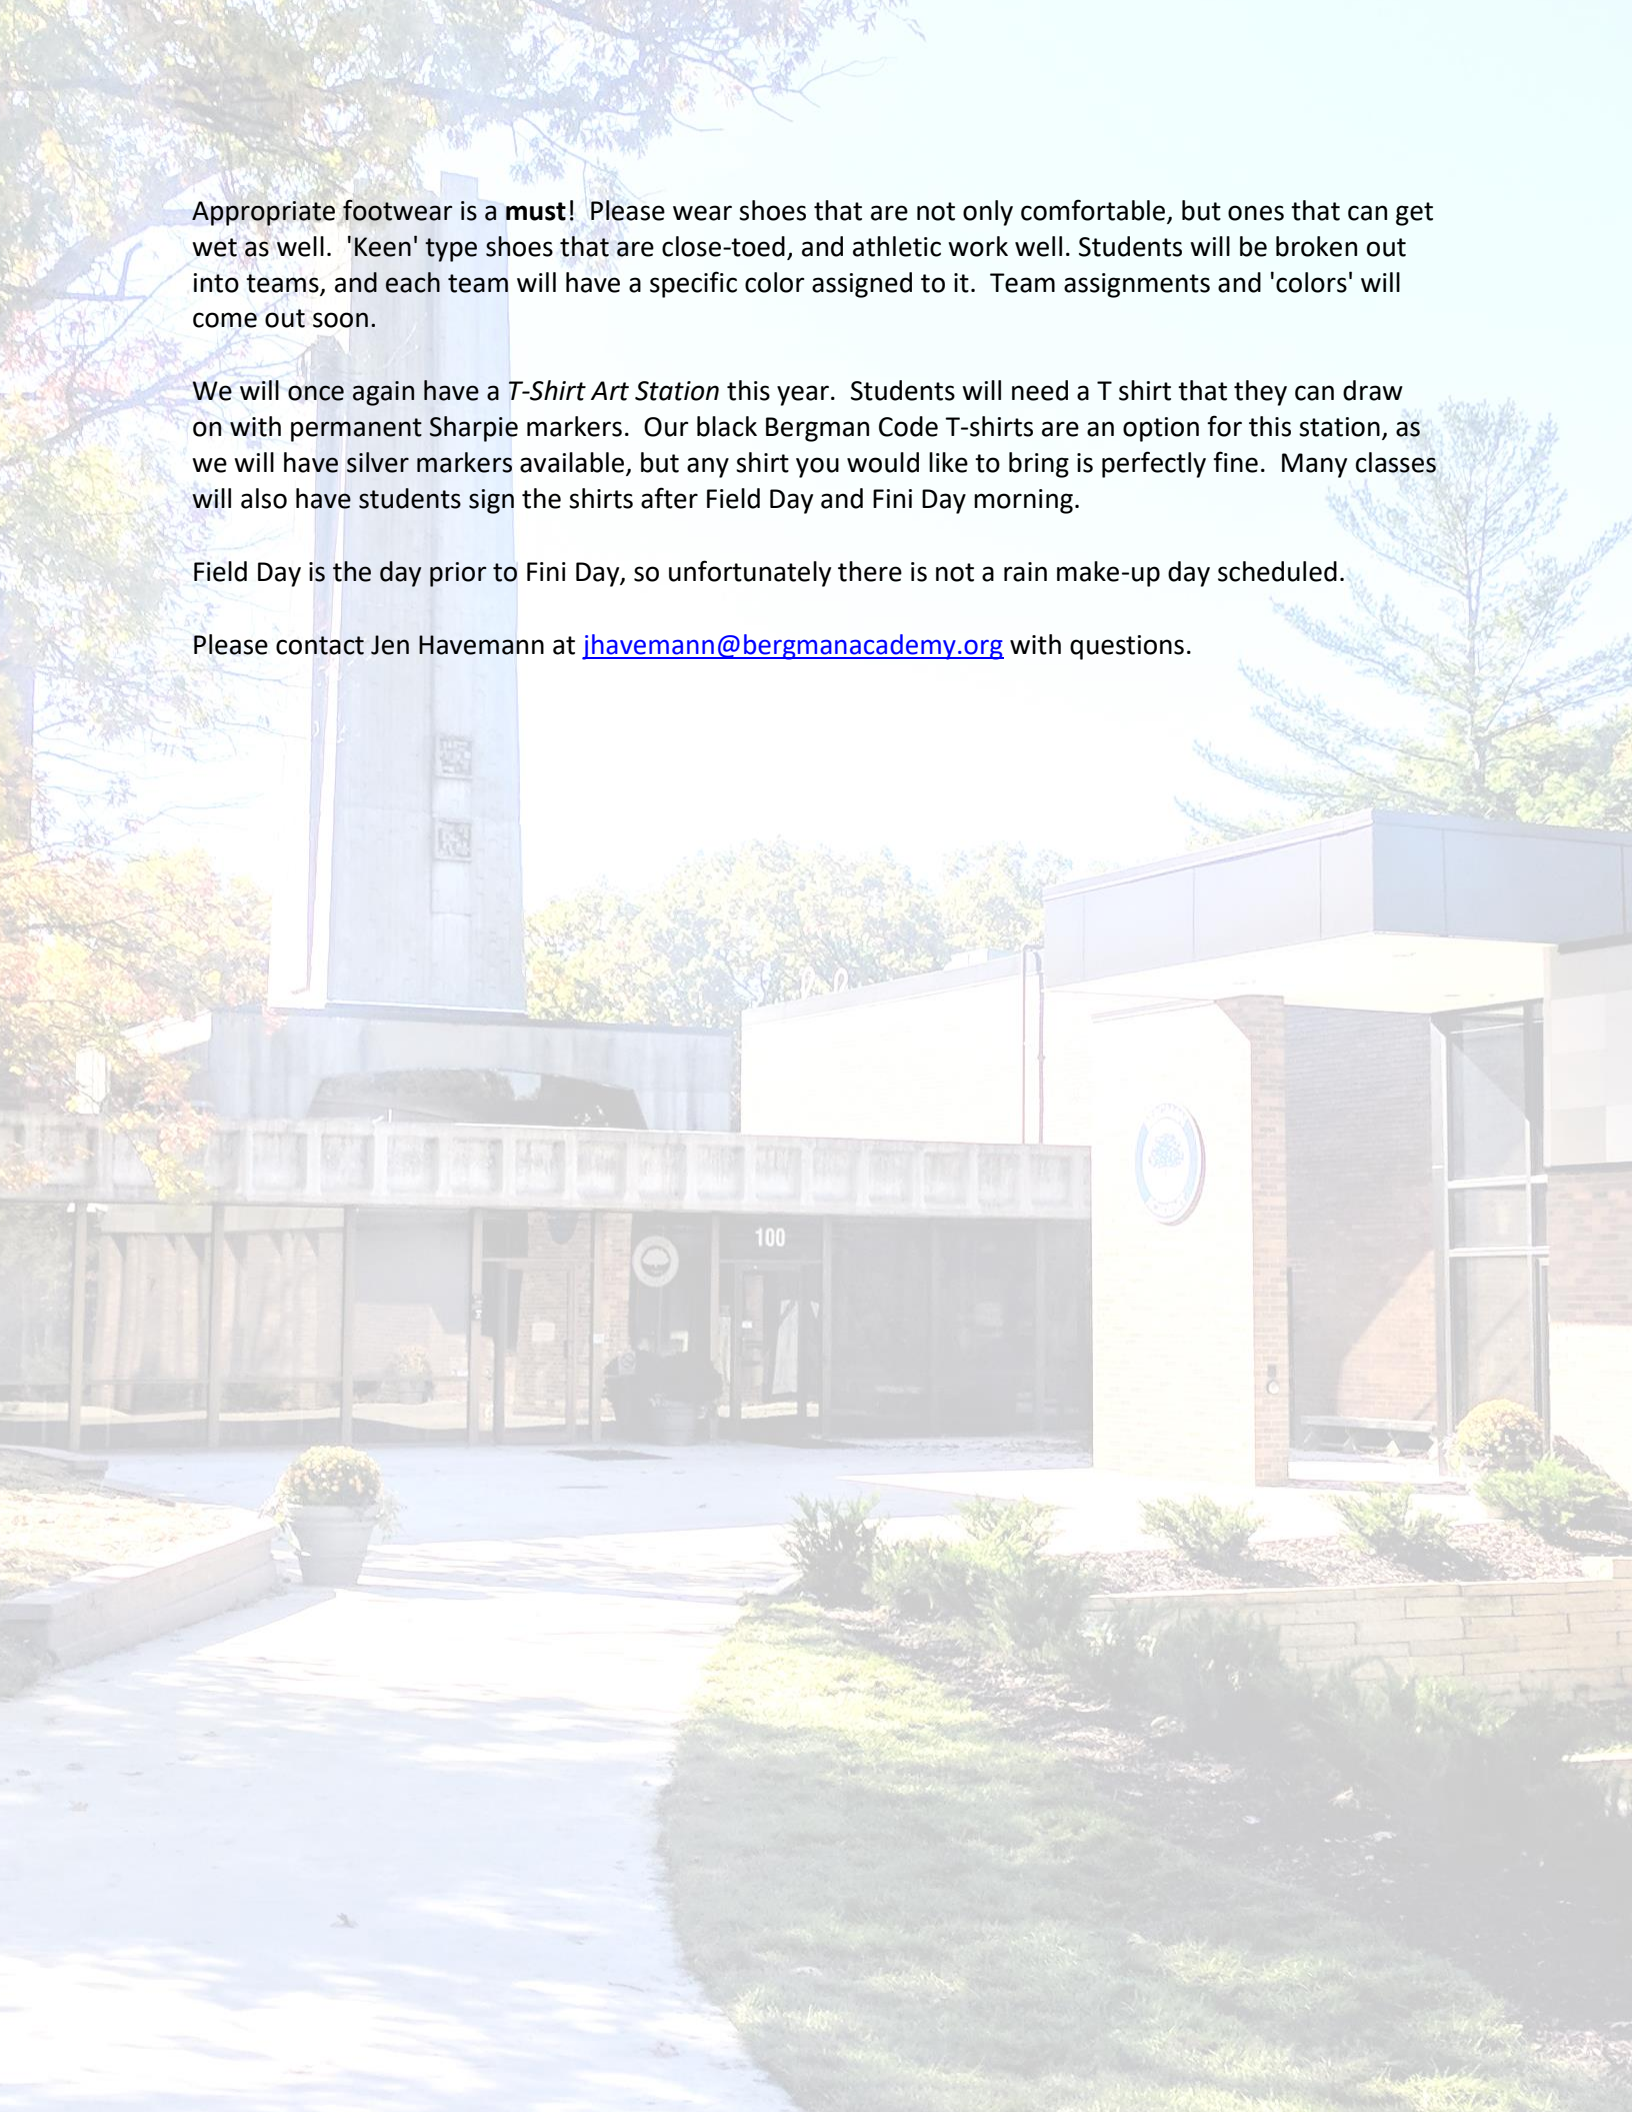 Appropriate footwear is a must!  Please wear shoes that are not only comfortable, but ones that can get
wet as well.  'Keen' type shoes that are close-toed, and athletic work well. Students will be broken out
into teams, and each team will have a specific color assigned to it.  Team assignments and 'colors' will
come out soon.
We will once again have a T-Shirt Art Station this year.  Students will need a T shirt that they can draw
on with permanent Sharpie markers.  Our black Bergman Code T-shirts are an option for this station, as
we will have silver markers available, but any shirt you would like to bring is perfectly fine.  Many classes
will also have students sign the shirts after Field Day and Fini Day morning.
Field Day is the day prior to Fini Day, so unfortunately there is not a rain make-up day scheduled.
Please contact Jen Havemann at jhavemann@bergmanacademy.org with questions.
100